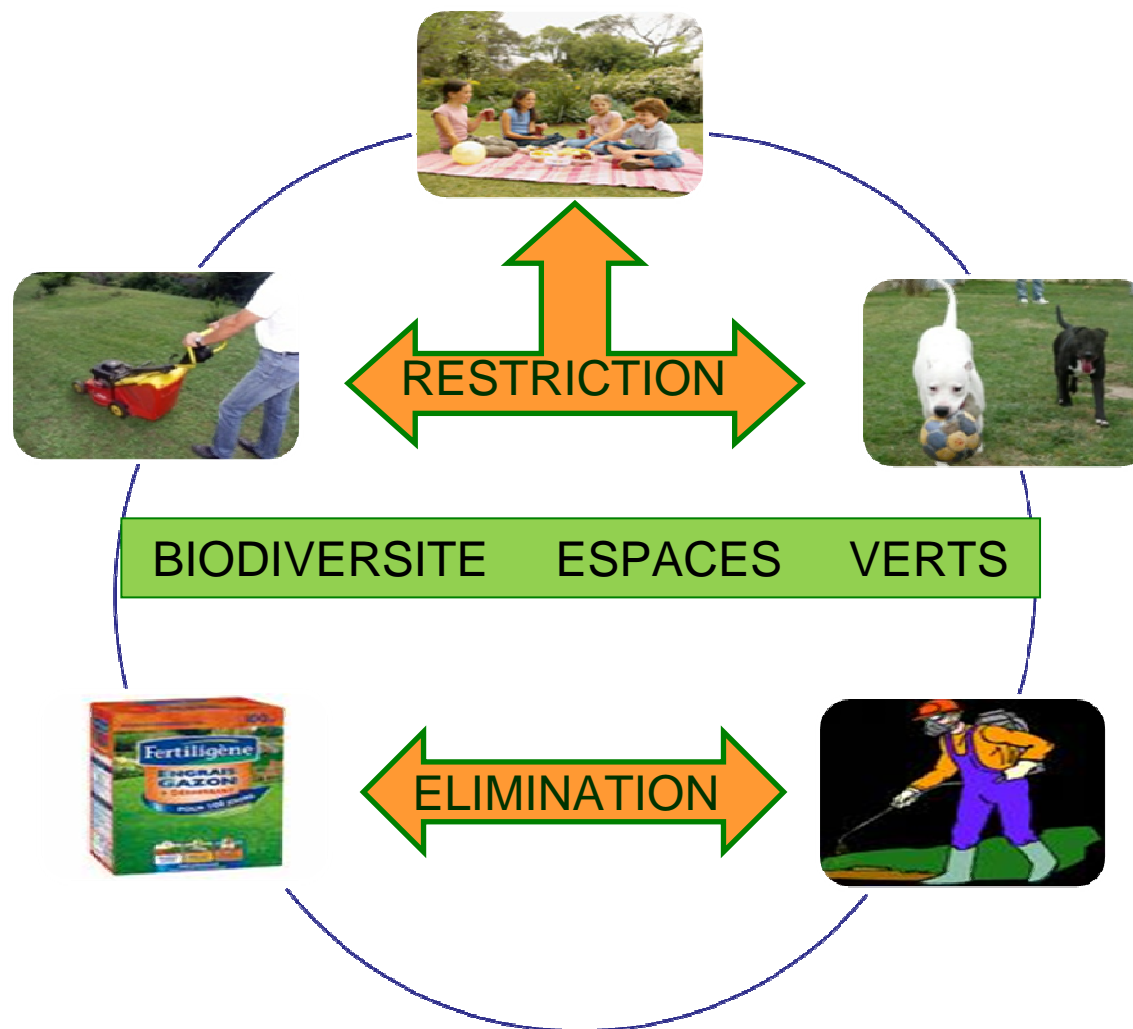 RESTRICTION
BIODIVERSITE ESPACES VERTS
Fertiligène
ENGRAIS
GAZON
ELIMINATION